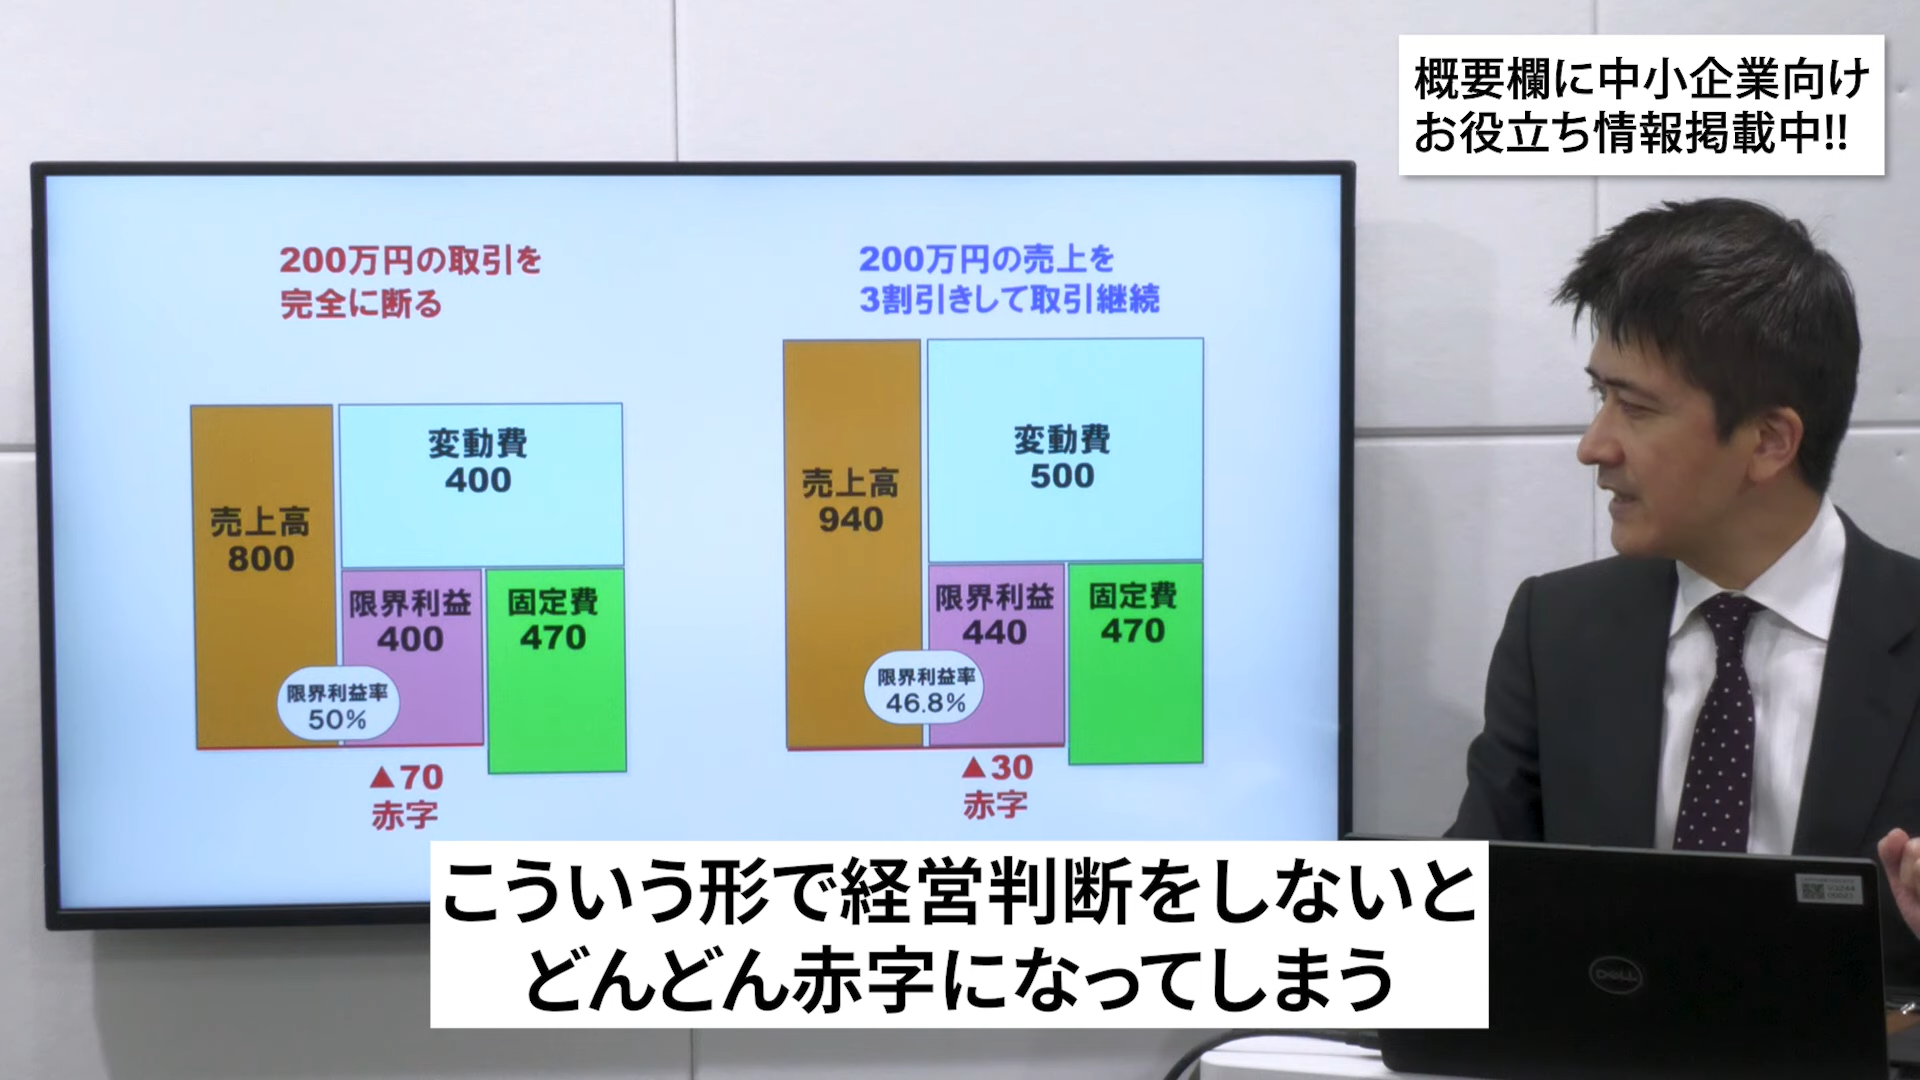 概要欄に中小企業向け
お役立ち情報掲載中!!
200万円の取引を
完全に断る
売上高
800
変動費
400
限界利益
400
固定費
470
限界利益率
50%
▲70
赤字
200万円の売上を
3割引きして取引継続
売上高
940
変動費
500
限界利益
440
固定費
470
限界利益率
46.8%
▲30
赤字
こういう形で経営判断をしないと
どんどん赤字になってしまう
DELL